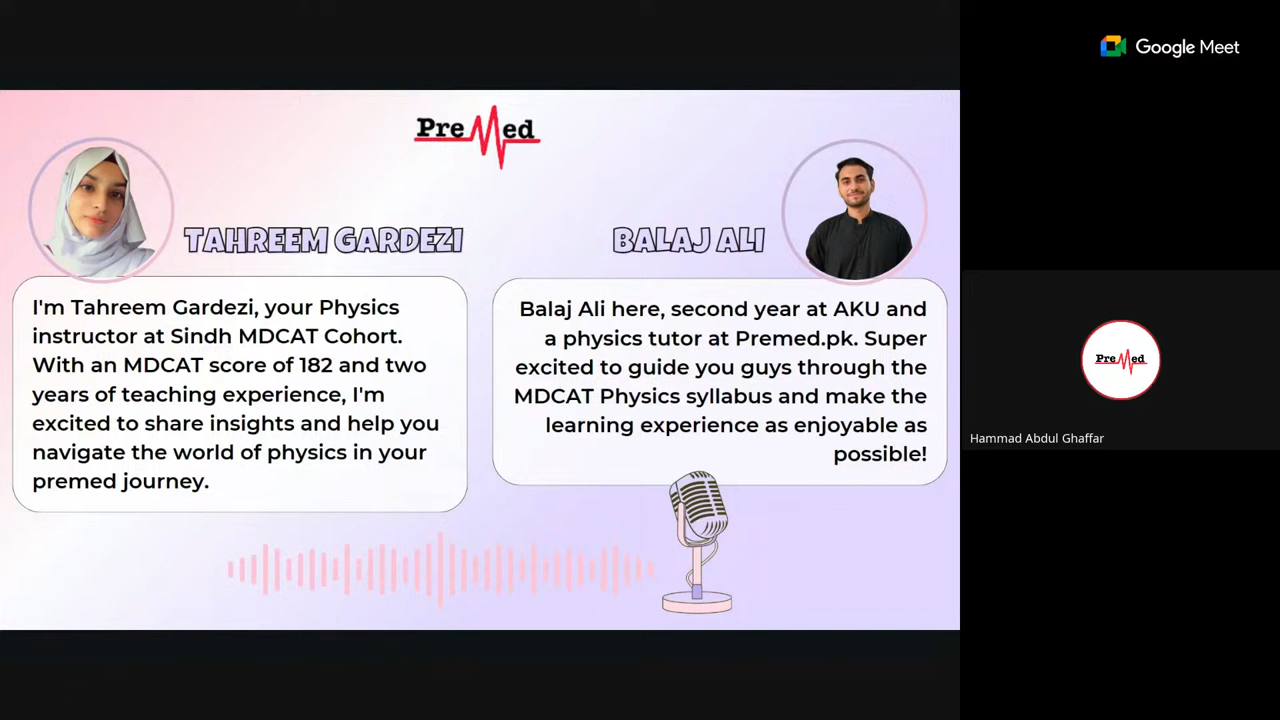 Google Meet
PreMed
TAHREEM GARDEZI
I'm Tahreem Gardezi, your Physics
instructor at Sindh MDCAT Cohort.
With an MDCAT score of 182 and two
years of teaching experience, I'm
excited to share insights and help you
navigate the world of physics in your
premed journey.
BALAJ ALI
Balaj Ali here, second year at AKU and
a physics tutor at Premed.pk. Super
excited to guide you guys through the
MDCAT Physics syllabus and make the
learning experience as enjoyable as
possible!
PreMed
Hammad Abdul Ghaffar